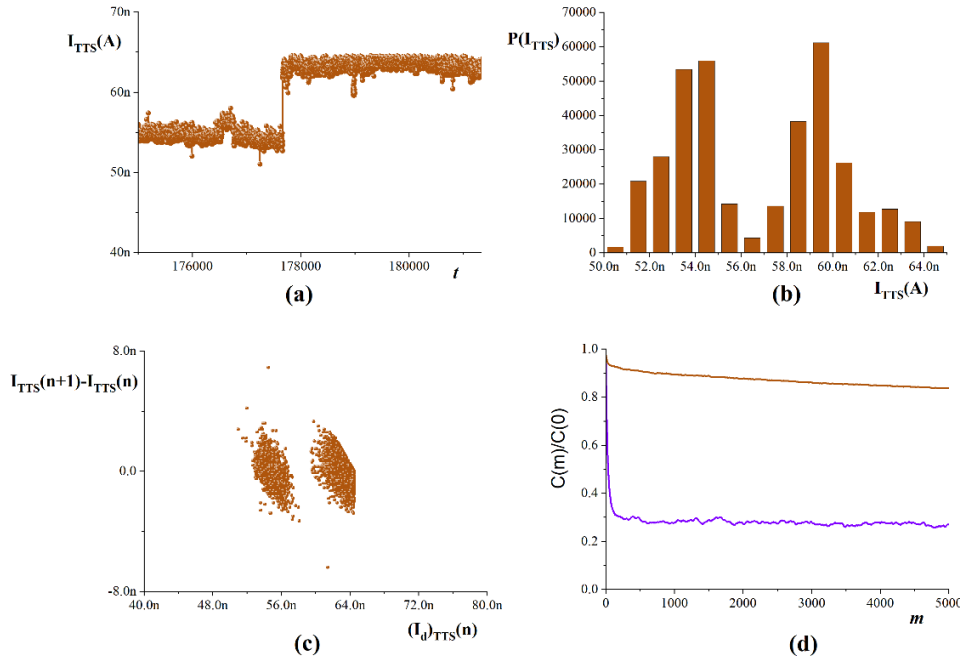 70n
I_TTS(A)
60n
50n
40n
176000
178000
180000
t
(a)
70000
P(I_TTS)
60000
50000
40000
30000
20000
10000
0
50.0n
52.0n
54.0n
56.0n
58.0n
60.0n
62.0n
64.0n
I_TTS(A)
(b)
8.0n
I_TTS(n+1)-I_TTS(n)
0.0
-8.0n
40.0n
48.0n
56.0n
64.0n
72.0n
80.0n
(I_d)_TTS(n)
(c)
1.0
C(m)/C(0)
0.8
0.6
0.4
0.2
0.0
0
1000
2000
3000
4000
5000
m
(d)